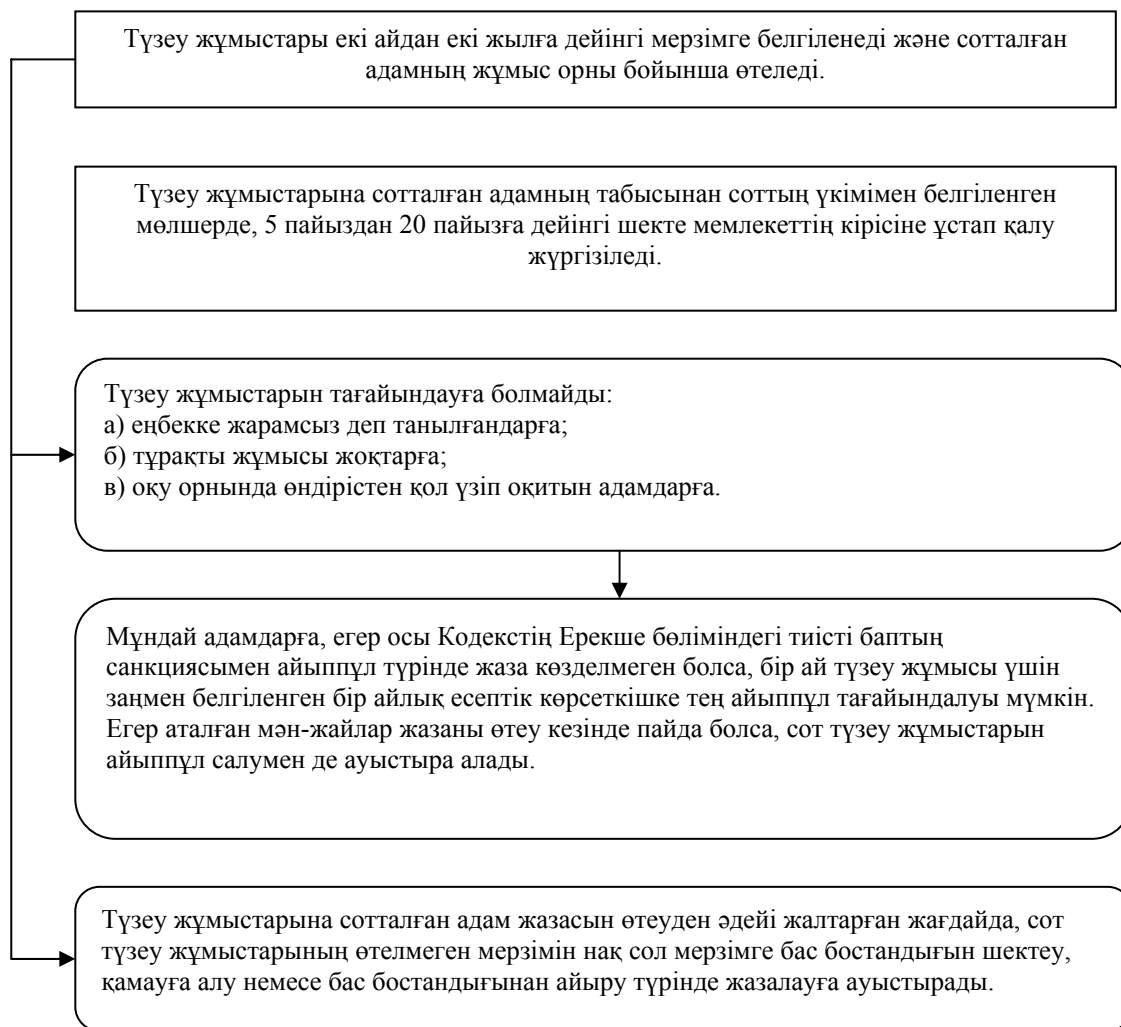 Түзеу жұмыстары екі айдан екі жылға дейінгі мерзімге белгіленеді және сотталған
адамның жұмыс орны бойынша өтеледі.
Түзеу жұмыстарына сотталған адамның табысынан соттың үкімімен белгіленген
мөлшерде, 5 пайыздан 20 пайызға дейінгі шекте мемлекеттің кірісіне ұстап қалу
жүргізіледі.
Түзеу жұмыстарын тағайындауға болмайды:
а) еңбекке жарамсыз деп танылғандарға;
б) тұрақты жұмысы жоқтарға;
в) оқу орнында өндірістен қол үзіп оқитын адамдарға.
Мұндай адамдарға, егер осы Кодекстің Ерекше бөліміндегі тиісті баптың
санкциясымен айыппұл түрінде жаза көзделмеген болса, бір ай түзеу жұмысы үшін
заңмен белгіленген бір айлық есептік көрсеткішке тең айыппұл тағайындалуы мүмкін.
Егер аталған мән-жайлар жазаны өтеу кезінде пайда болса, сот түзеу жұмыстарын
айыппұл салумен де ауыстыра алады.
Түзеу жұмыстарына сотталған адам жазасын өтеуден әдейі жалтарған жағдайда, сот
түзеу жұмыстарының өтелмеген мерзімін нақ сол мерзімге бас бостандығын шектеу,
қамауға алу немесе бас бостандығынан айыру түрінде жазалауға ауыстырады.